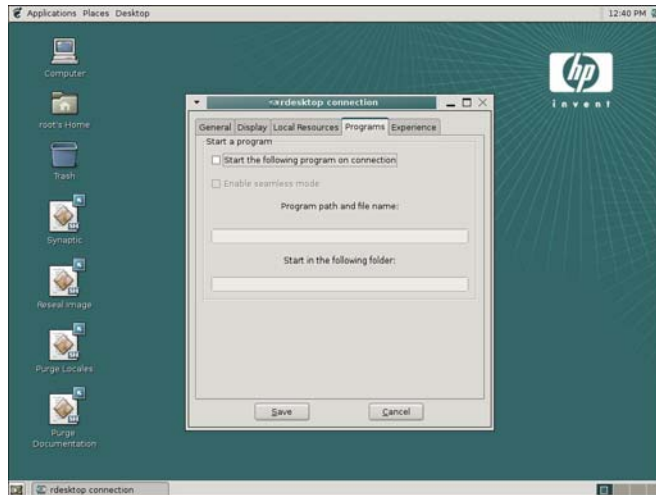 Applications Places Desktop
12:40 PM
Computer
root's Home
Trash
Synaptic
Reseal image
Purge Locales
Purge
Documentation
hp
invent
rdesktop connection
General Display Local Resources Programs Experience
Start a program
Start the following program on connection
Enable seamless mode
Program path and file name:
Start in the following folder:
Save
Cancel
rdesktop connection